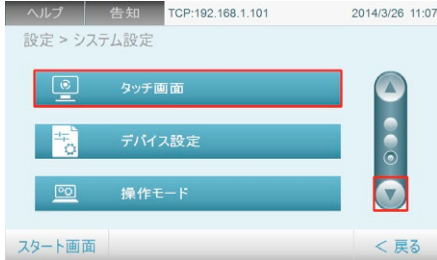 ヘルプ 告知 TCP:192.168.1.101 2014/3/26 11:07
設定 > システム設定
タッチ画面
デバイス設定
操作モード
スタート画面 < 戻る